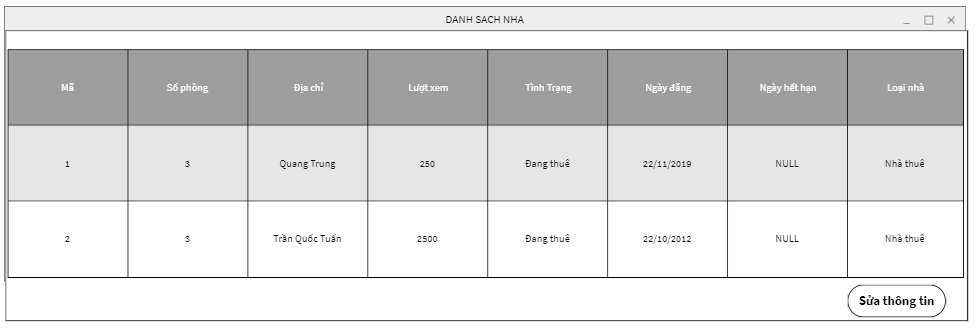 DANH SACH NHA
Mã Số phòng Địa chỉ Lượt xem Tình Trạng Ngày đăng Ngày hết hạn Loại nhà
1 3 Quang Trung 250 Đang thuê 22/11/2019 NULL Nhà thuê
2 3 Trần Quốc Tuấn 2500 Đang thuê 22/10/2012 NULL Nhà thuê
Sửa thông tin